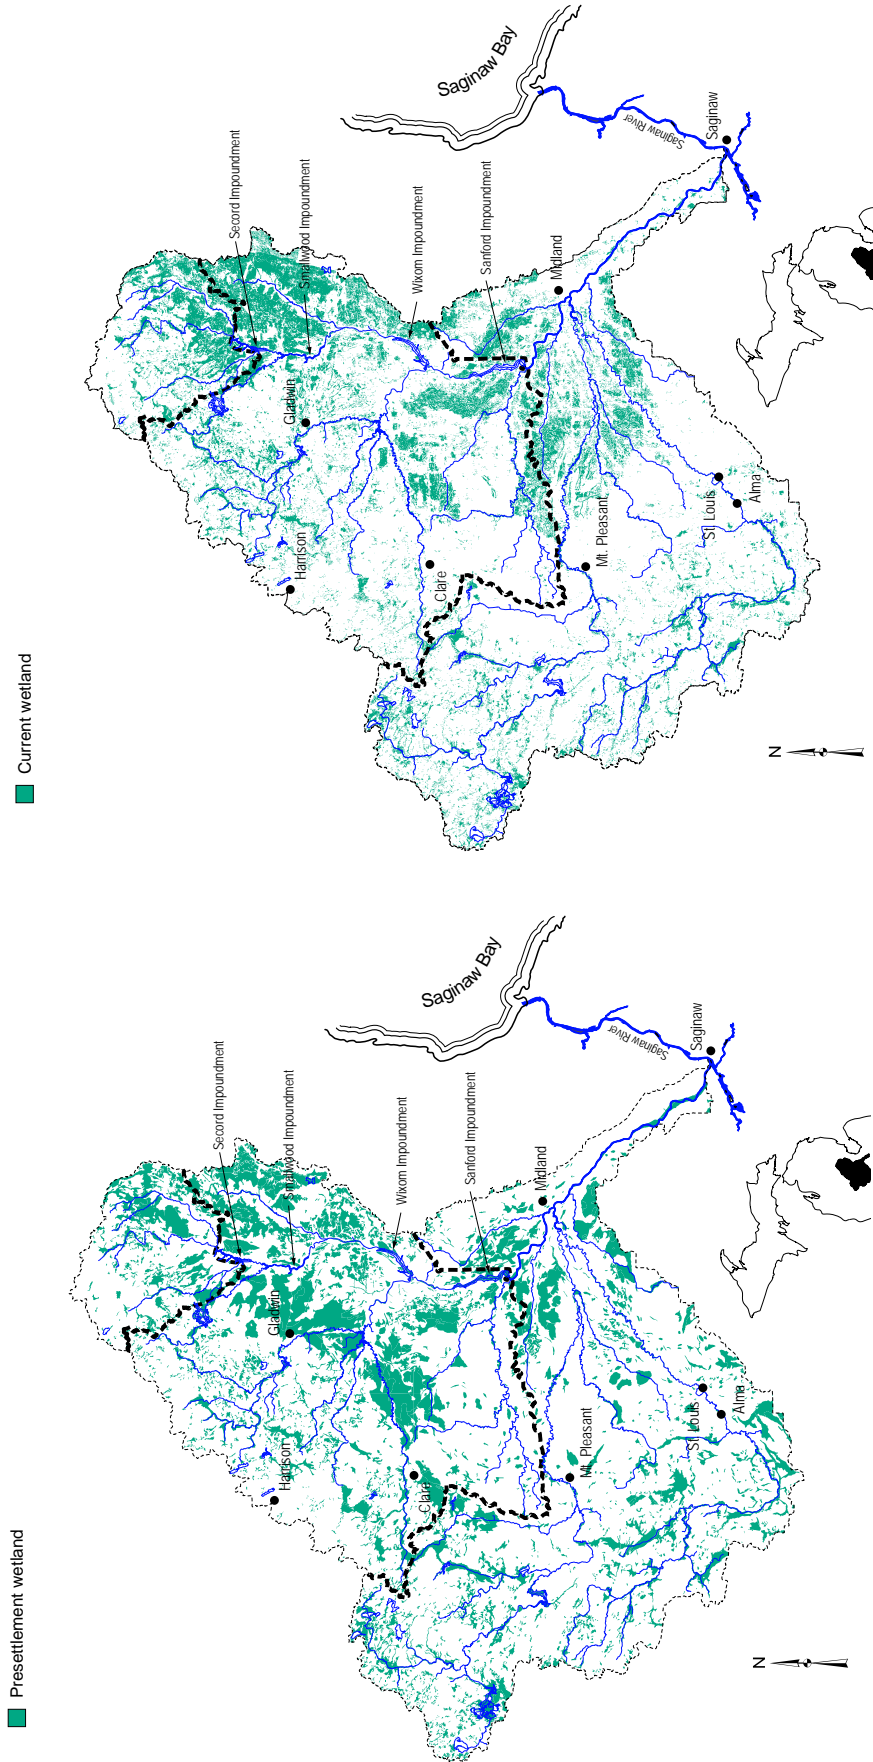 Presettlement wetland
Saginaw Bay
Saginaw River
Saginaw
Secord Impoundment
Smallwood Impoundment
Wixom Impoundment
Sanford Impoundment
Midland
Gladwin
Harrison
Clare
Mt. Pleasant
St. Louis
Alma
N
Current wetland
Saginaw Bay
Saginaw River
Saginaw
Secord Impoundment
Smallwood Impoundment
Wixom Impoundment
Sanford Impoundment
Midland
Gladwin
Harrison
Clare
Mt. Pleasant
St. Louis
Alma
N